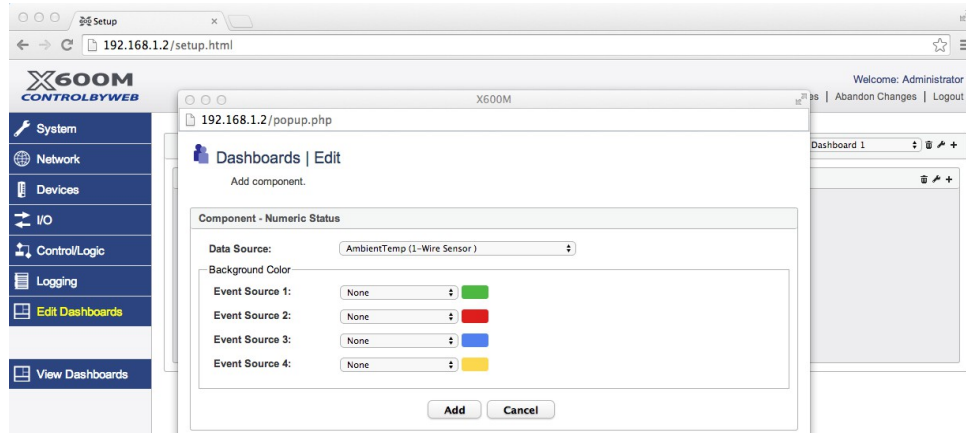 Setup
192.168.1.2/setup.html
X600M
CONTROLBYWEB
Welcome: Administrator
es | Abandon Changes | Logout
System
Network
Devices
I/O
Control/Logic
Logging
Edit Dashboards
View Dashboards
Dashboard 1
X600M
192.168.1.2/popup.php
Dashboards | Edit
Add component.
Component - Numeric Status
Data Source: AmbientTemp (1-Wire Sensor )
Background Color
Event Source 1: None
Event Source 2: None
Event Source 3: None
Event Source 4: None
Add Cancel